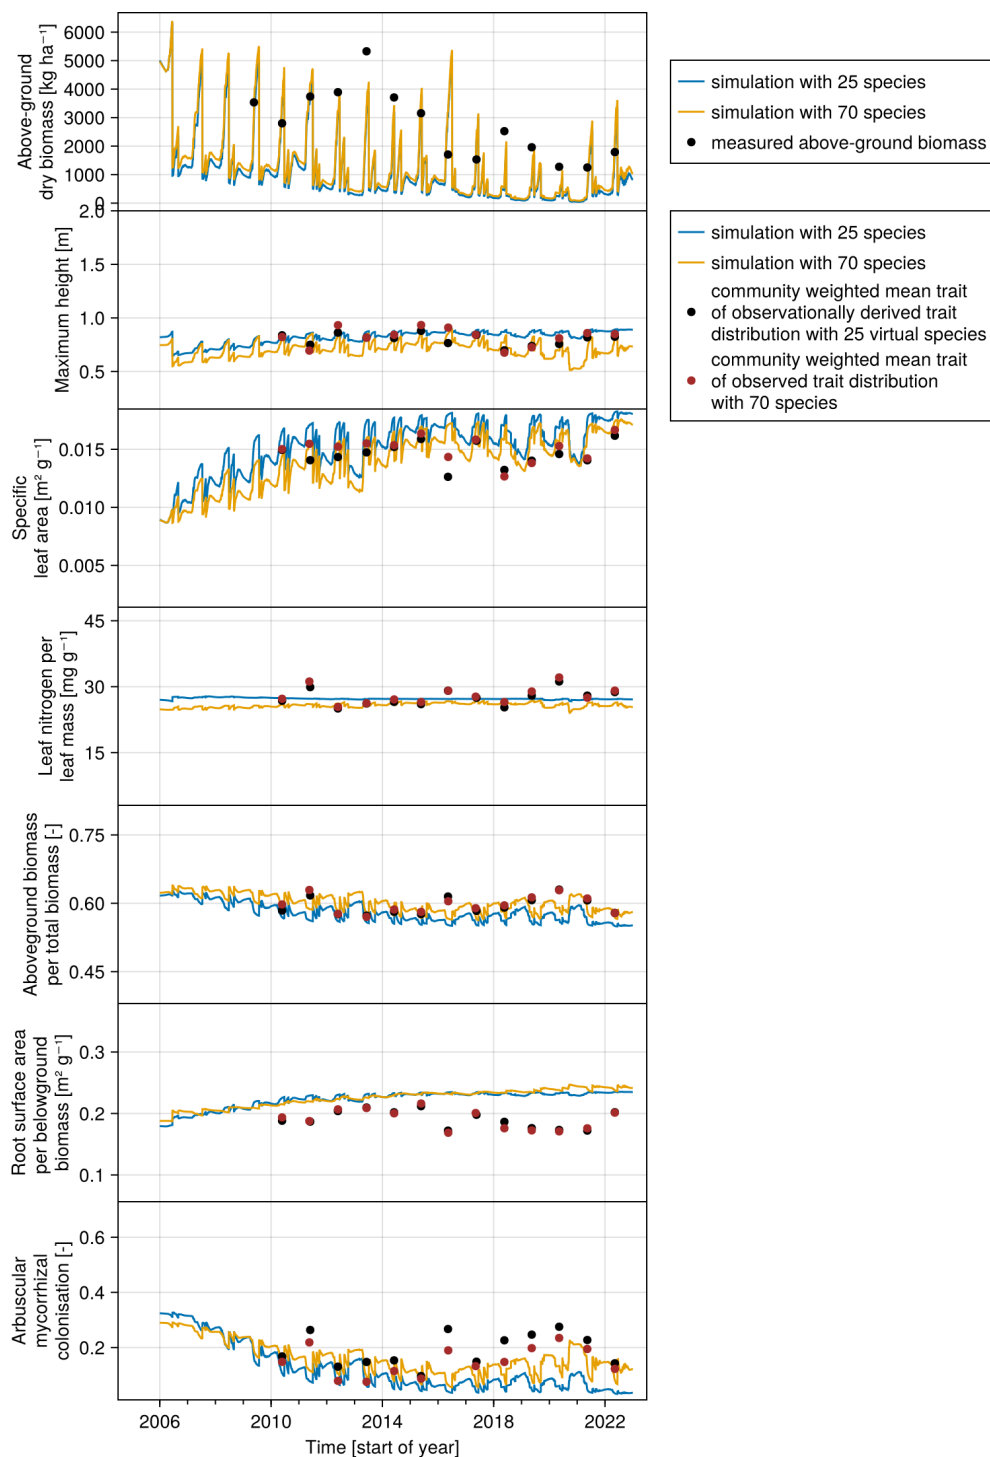 Above-ground
dry biomass [kg ha⁻¹]
6000
5000
4000
3000
2000
1000
0
simulation with 25 species
simulation with 70 species
measured above-ground biomass
Maximum height [m]
2.0
1.5
1.0
0.5
simulation with 25 species
simulation with 70 species
community weighted mean trait
of observationally derived trait
distribution with 25 virtual species
community weighted mean trait
of observed trait distribution
with 70 species
Specific
leaf area [m² g⁻¹]
0.015
0.010
0.005
Leaf nitrogen per
leaf mass [mg g⁻¹]
45
30
15
Aboveground biomass
per total biomass [-]
0.75
0.60
0.45
Root surface area
per belowground
biomass [m² g⁻¹]
0.3
0.2
0.1
Arbuscular
mycorrhizal
colonisation [-]
0.6
0.4
0.2
2006 2010 2014 2018 2022
Time [start of year]